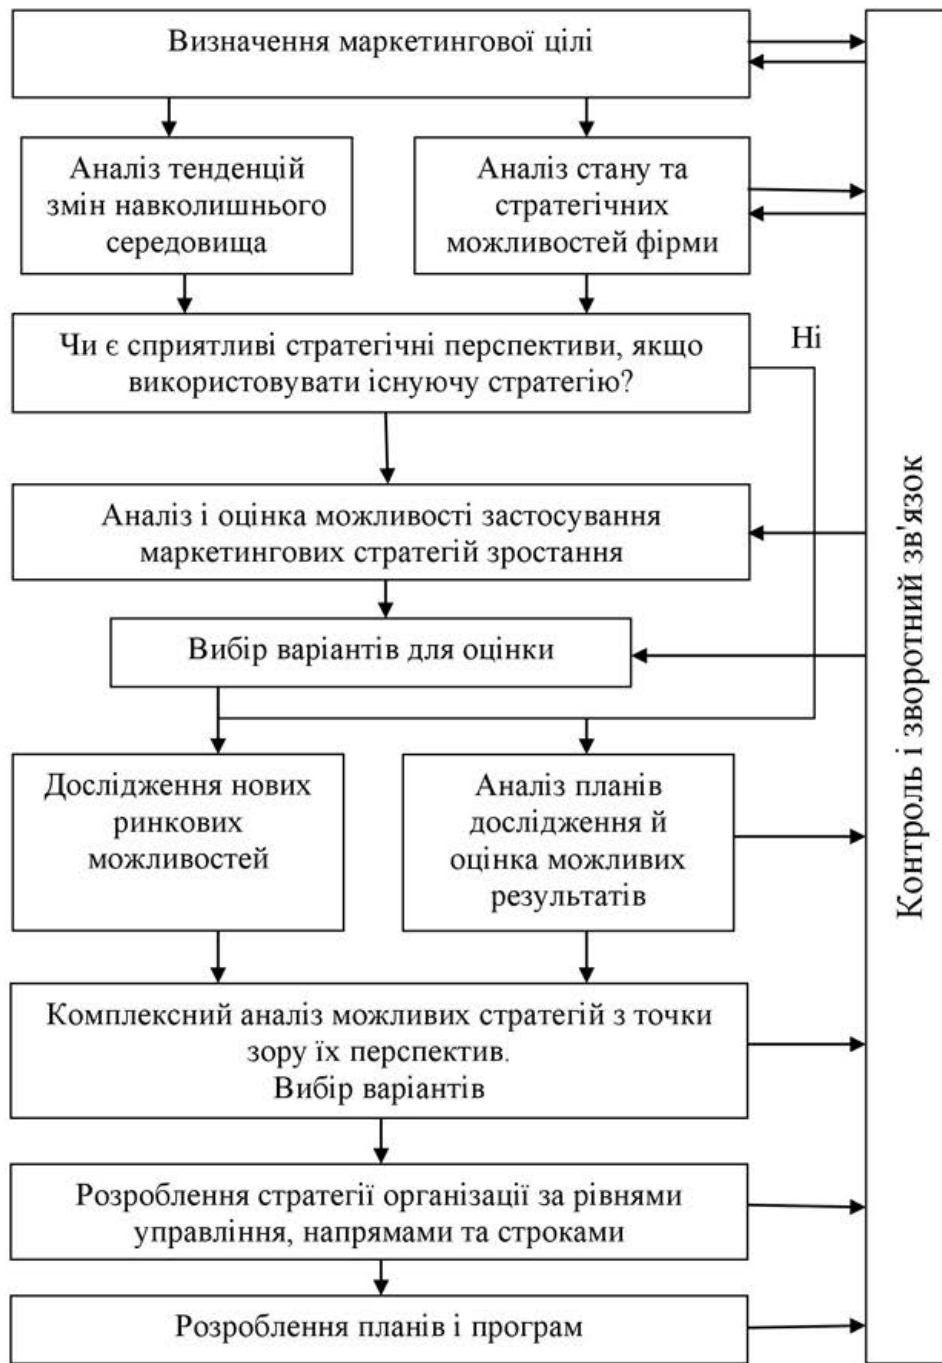 Визначення маркетингової цілі
Аналіз тенденцій
змін навколишнього
середовища
Аналіз стану та
стратегічних
можливостей фірми
Чи є сприятливі стратегічні перспективи, якщо
використовувати існуючу стратегію?
Ні
Аналіз і оцінка можливості застосування
маркетингових стратегій зростання
Вибір варіантів для оцінки
Дослідження нових
ринкових
можливостей
Аналіз планів
дослідження й
оцінка можливих
результатів
Комплексний аналіз можливих стратегій з точки
зору їх перспектив.
Вибір варіантів
Розроблення стратегії організації за рівнями
управління, напрямами та строками
Розроблення планів і програм
Контроль і зворотний зв'язок